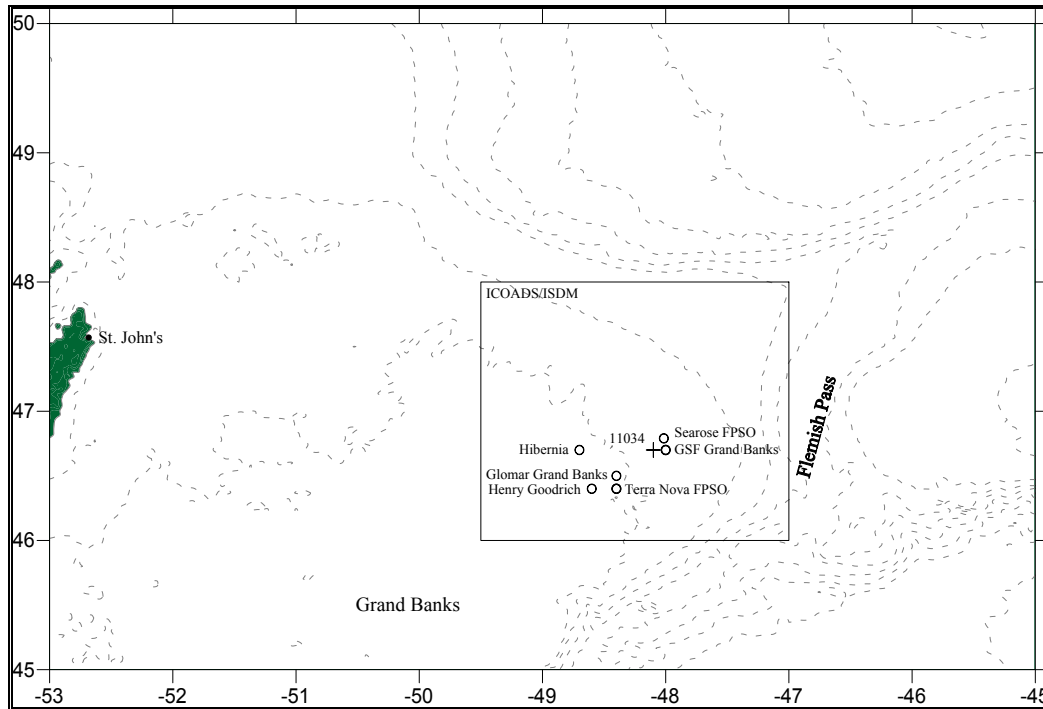 50
49
48
ICOADS/ISDM
St. John's
47
Flemish Pass
Searose FPSO
11034
Hibernia
GSF Grand Banks
Glomar Grand Banks
Henry Goodrich
Terra Nova FPSO
46
Grand Banks
45
-53 -52 -51 -50 -49 -48 -47 -46 -45